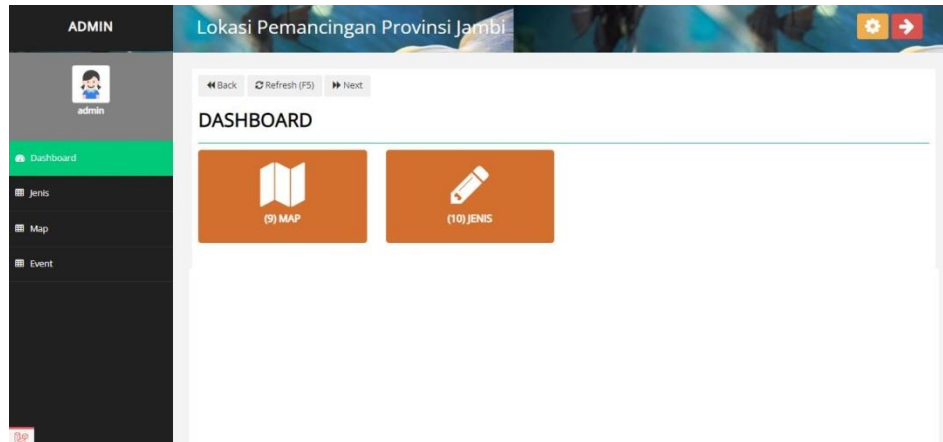 ADMIN
Lokasi Pemancingan Provinsi Jambi
admin
Back Refresh (F5) Next
DASHBOARD
Dashboard
Jenis
Map
Event
(9) MAP
(10) JENIS